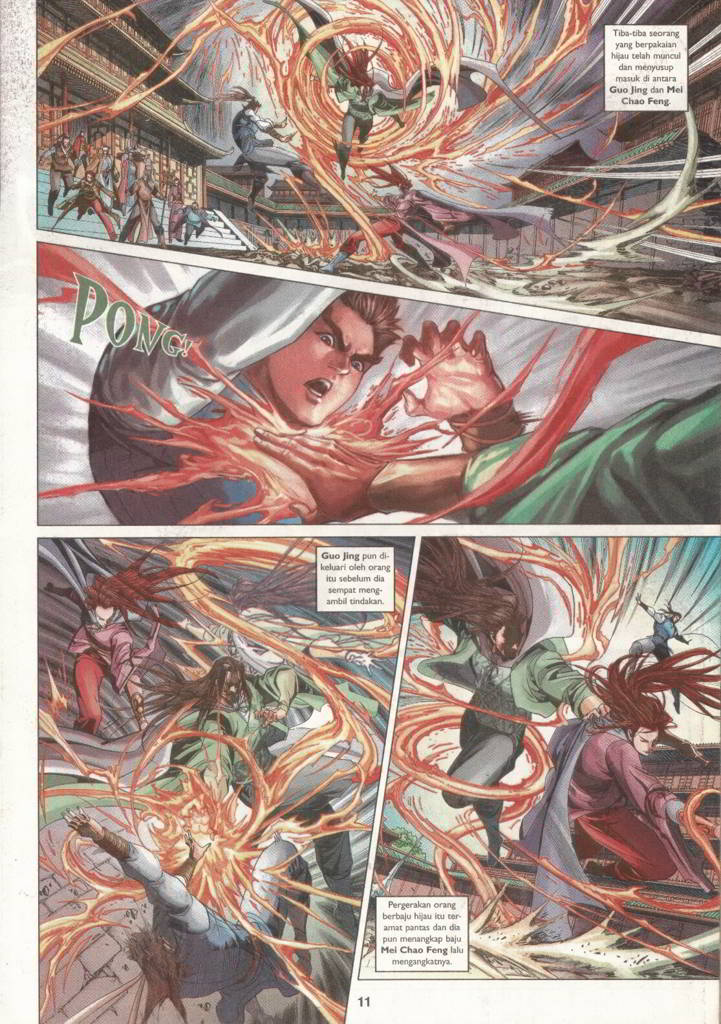 Tiba-tiba seorang
yang berpakaian
hijau telah muncul
dan menyusup
masuk di antara
Guo Jing dan Mei
Chao Feng.
PONG!
Guo Jing pun di-
keluari oleh orang
itu sebelum dia
sempat meng-
ambil tindakan.
Pergerakan orang
berbaju hijau itu ter-
amat pantas dan dia
pun menangkap baju
Mei Chao Feng lalu
mengangkatnya.
11